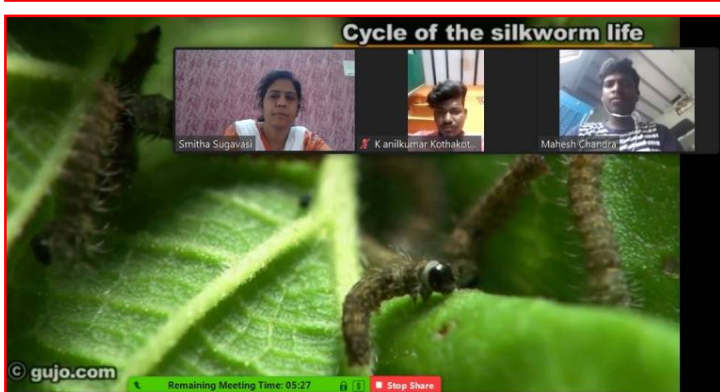 Cycle of the silkworm life
Smitha Sugavasi
K anilkumar Kothakot...
Mahesh Chandra
© gujo.com
Remaining Meeting Time: 05:27
Stop Share